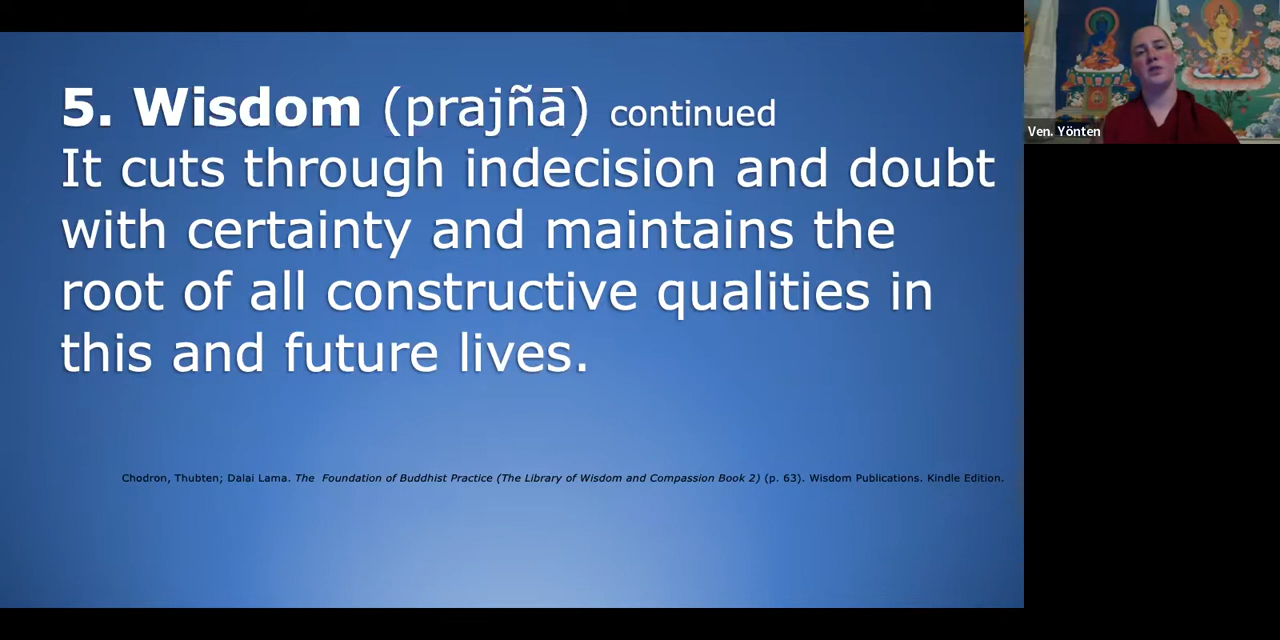 5. Wisdom (prajñā) continued
It cuts through indecision and doubt
with certainty and maintains the
root of all constructive qualities in
this and future lives.
Chodron, Thubten; Dalai Lama. The Foundation of Buddhist Practice (The Library of Wisdom and Compassion Book 2) (p. 63). Wisdom Publications. Kindle Edition.
Ven. Yönten